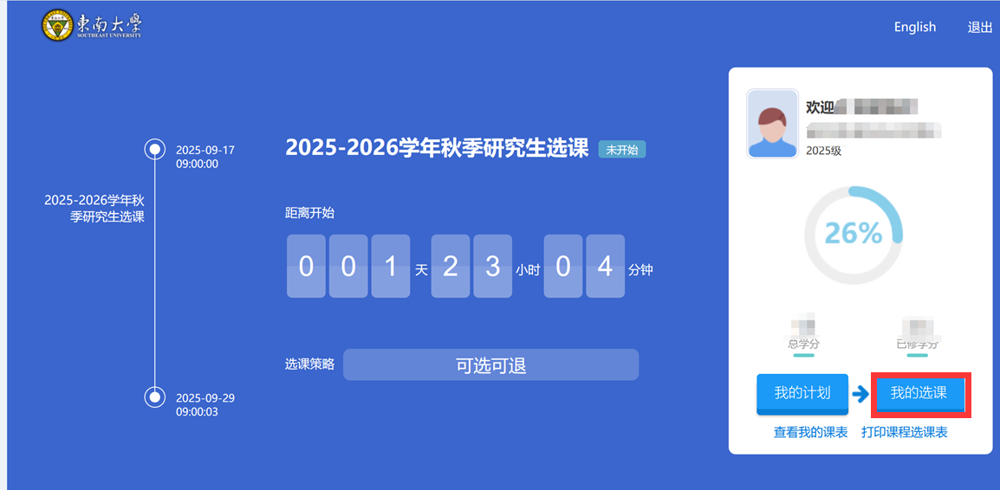 東南大學
SOUTHEAST UNIVERSITY
English
退出
2025-09-17
09:00:00
2025-2026学年秋
季研究生选课
2025-09-29
09:00:03
2025-2026学年秋季研究生选课 未开始
距离开始
0 0 1 天 2 3 小时 0 4 分钟
选课策略 可选可退
欢迎
2025级
26%
总学分 已修学分
我的计划 我的选课
查看我的课表 打印课程选课表